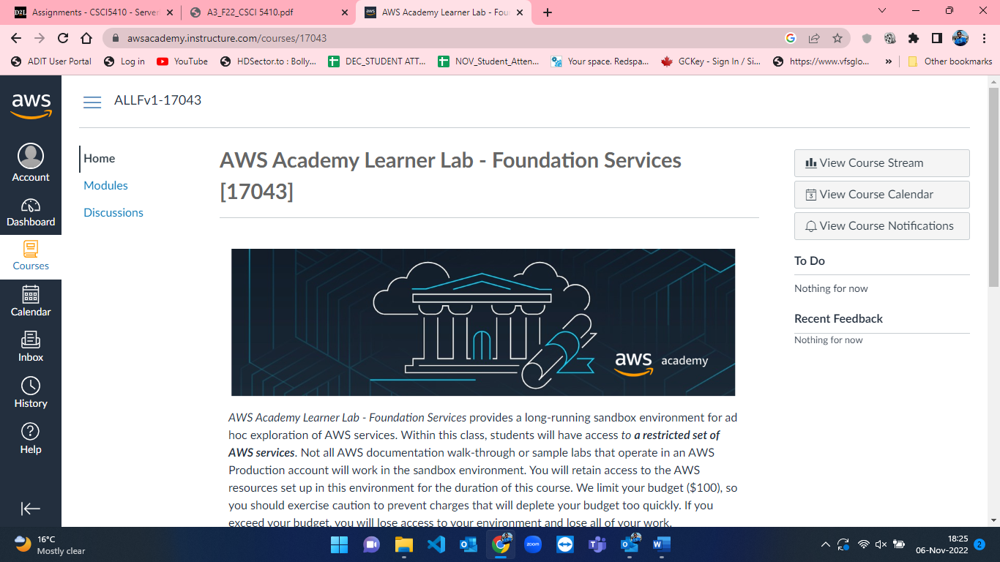 D2L Assignments - CSCI5410 - Server
A3_F22_CSCI 5410.pdf
AWS Academy Learner Lab - Fou
awsacademy.instructure.com/courses/17043
ADIT User Portal
Log in
YouTube
HDSector.to : Bolly...
DEC_STUDENT ATT...
NOV_Student_Atten...
Your space. Redspa...
GCKey - Sign In / Si...
https://www.vfsglo...
»
Other bookmarks
aws
Account
Dashboard
Courses
Calendar
Inbox
History
Help
ALLFv1-17043
Home
Modules
Discussions
AWS Academy Learner Lab - Foundation Services
[17043]
aws academy
AWS Academy Learner Lab - Foundation Services provides a long-running sandbox environment for ad
hoc exploration of AWS services. Within this class, students will have access to a restricted set of
AWS services. Not all AWS documentation walk-through or sample labs that operate in an AWS
Production account will work in the sandbox environment. You will retain access to the AWS
resources set up in this environment for the duration of this course. We limit your budget ($100), so
you should exercise caution to prevent charges that will deplete your budget too quickly. If you
exceed your budget, you will lose access to your environment and lose all of your work.
View Course Stream
3 View Course Calendar
View Course Notifications
To Do
Nothing for now
Recent Feedback
Nothing for now
16°C
Mostly clear
zoom
18:25
06-Nov-2022
2